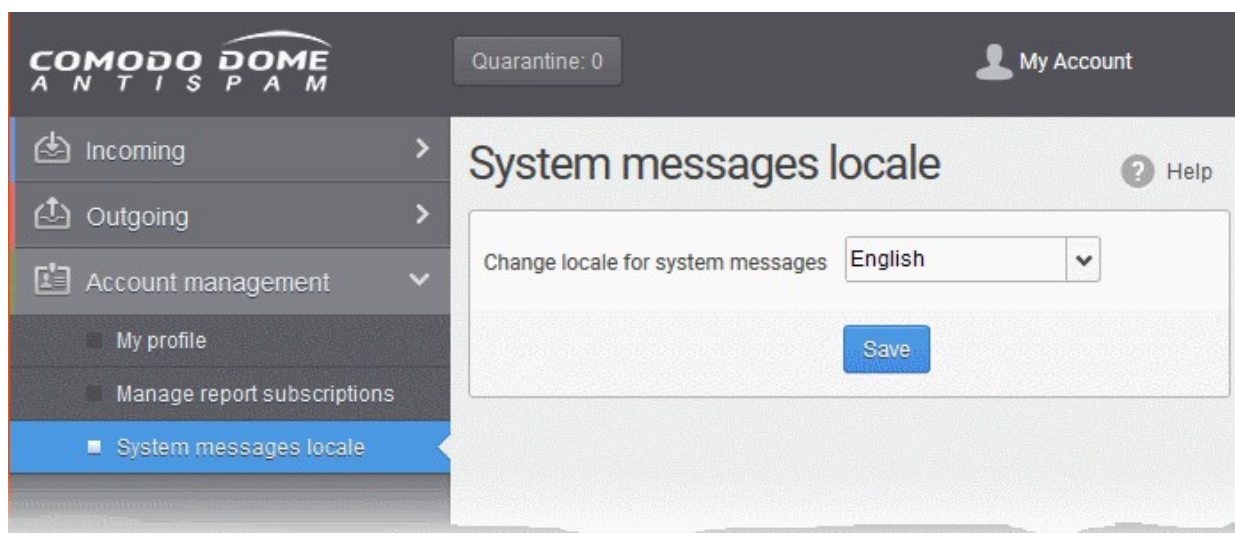 COMODO DOME
ANTISPAM
Quarantine: 0
My Account
Incoming
Outgoing
Account management
My profile
Manage report subscriptions
System messages locale
System messages locale
? Help
Change locale for system messages English
Save